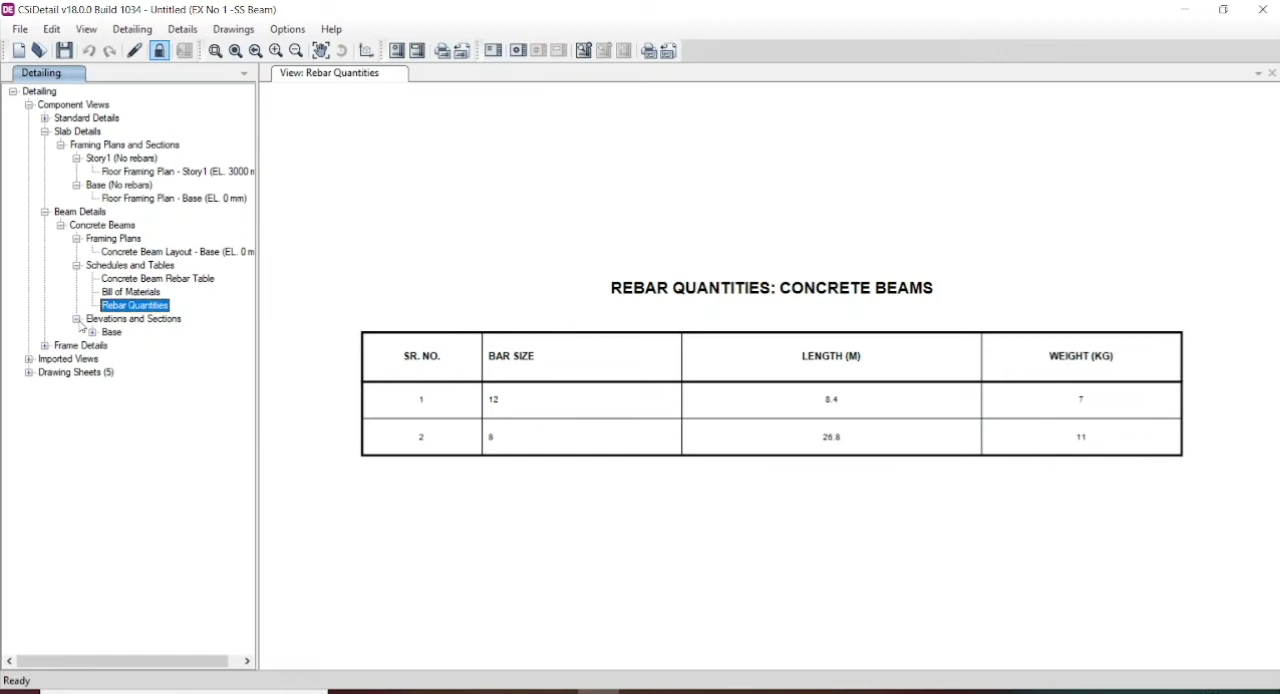 DE CSiDetail v18.0.0 Build 1034 - Untitled (EX No 1 -SS Beam)
File Edit View Detailing Details Drawings Options Help
Detailing
View: Rebar Quantities
Detailing
Component Views
Standard Details
Slab Details
Framing Plans and Sections
Story1 (No rebars)
Floor Framing Plan - Story1 (EL. 3000 m
Base (No rebars)
Floor Framing Plan - Base (EL. 0 mm)
Beam Details
Concrete Beams
Framing Plans
Concrete Beam Layout - Base (EL. 0 m
Schedules and Tables
Concrete Beam Rebar Table
Bill of Materials
Rebar Quantities
Elevations and Sections
Base
Frame Details
Imported Views
Drawing Sheets (5)
REBAR QUANTITIES: CONCRETE BEAMS
SR. NO. BAR SIZE LENGTH (M) WEIGHT (KG)
1 12 8.4 7
2 8 26.8 11
Ready